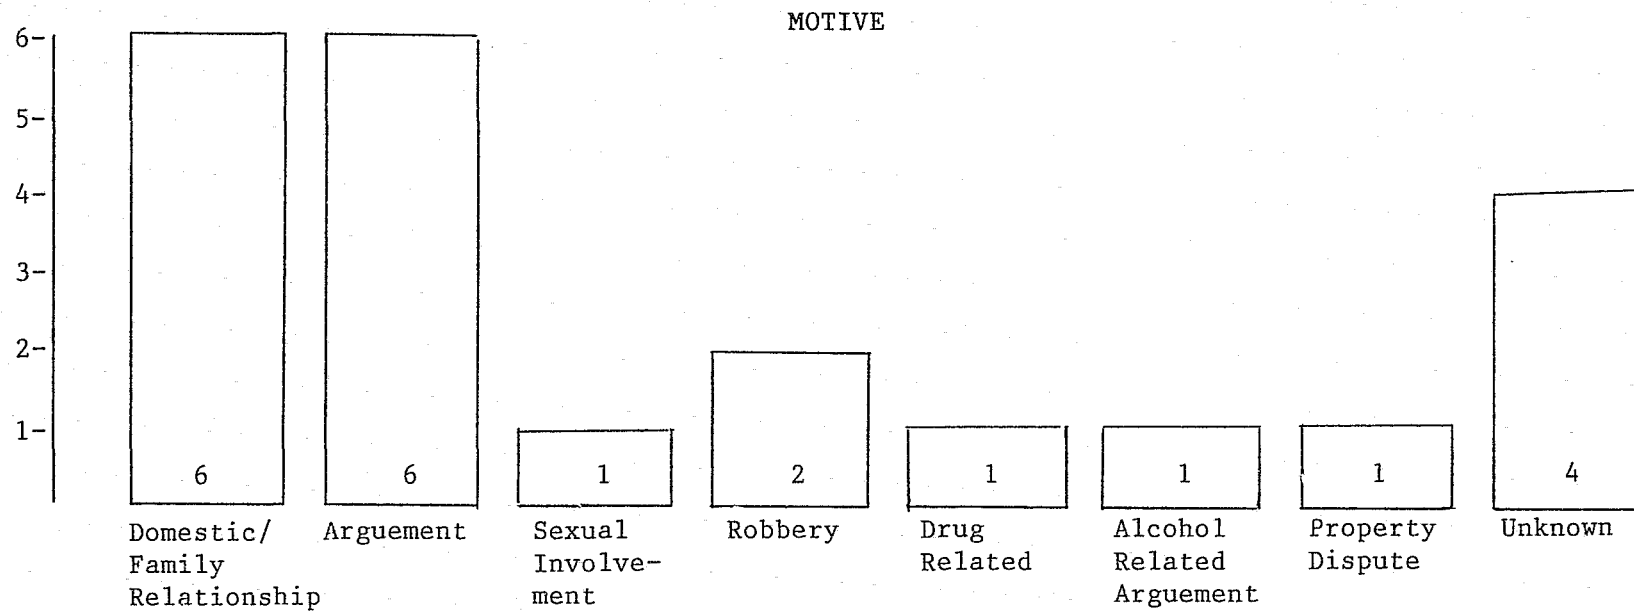 MOTIVE
6-
5-
4-
3-
2-
1-
6
6
1
2
1
1
1
4
Domestic/
Family
Relationship
Arguement
Sexual
Involve-
ment
Robbery
Drug
Related
Alcohol
Related
Arguement
Property
Dispute
Unknown